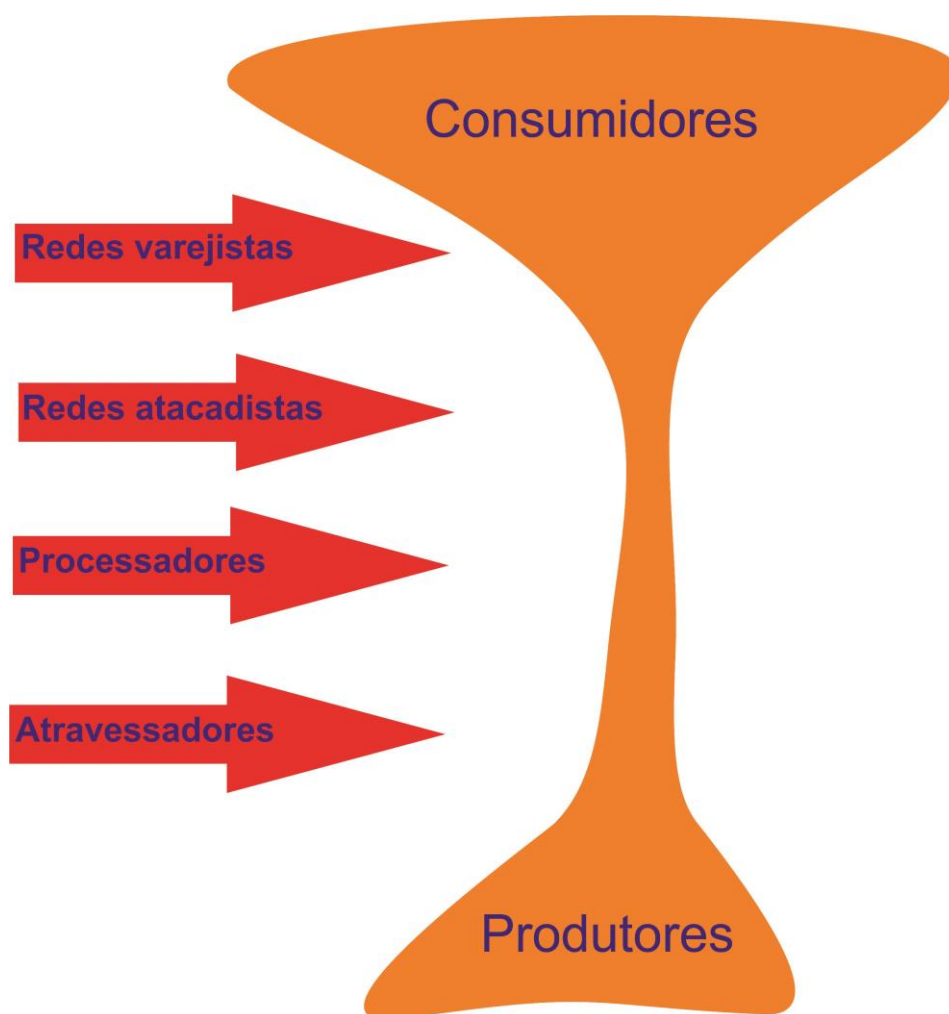 Consumidores
Redes varejistas
Redes atacadistas
Processadores
Atravessadores
Produtores